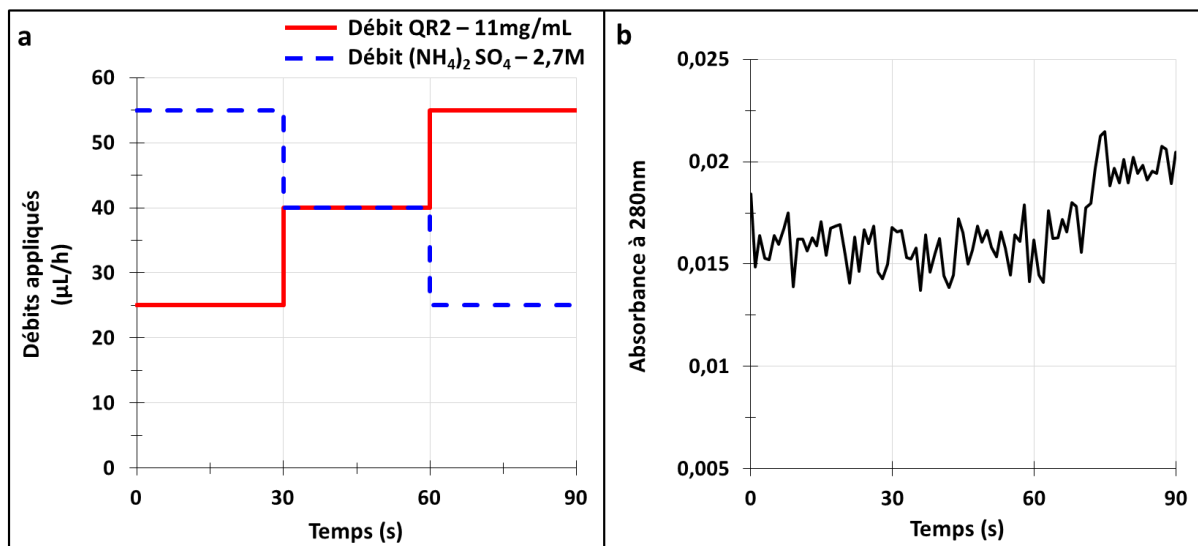 a
Débit QR2 – 11mg/mL
Débit (NH₄)₂ SO₄ – 2,7M
Débits appliqués
(µL/h)
60
50
40
30
20
10
0
0
30
60
90
Temps (s)
b
Absorbance à 280nm
0,025
0,02
0,015
0,01
0,005
0
30
60
90
Temps (s)